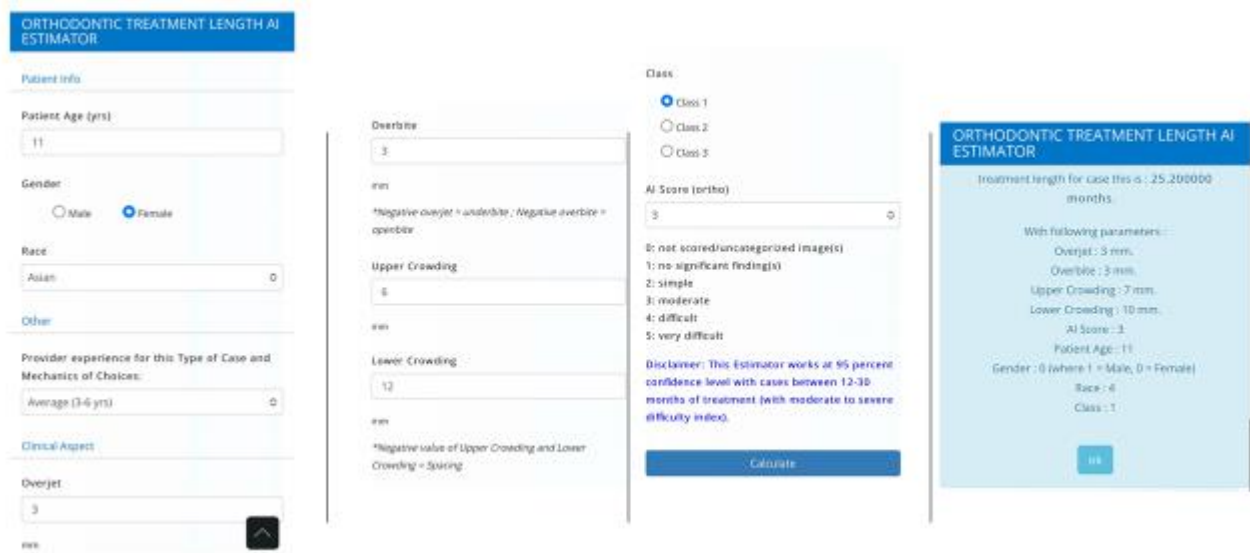 ORTHODONTIC TREATMENT LENGTH AI
ESTIMATOR
Patient Info
Patient Age (yrs)
11
Gender
Male
Female
Race
Asian
Other
Provider experience for this Type of Case and
Mechanics of Choices:
Average (3-6 yrs)
Clinical Aspect
Overjet
3
mm
Overbite
3
mm
*Negative overjet = underbite ; Negative overbite =
openbite
Upper Crowding
6
mm
Lower Crowding
12
mm
*Negative value of Upper Crowding and Lower
Crowding = Spacing
Class
Class 1
Class 2
Class 3
AI Score (ortho)
3
0: not scored/uncategorized image(s)
1: no significant finding(s)
2: simple
3: moderate
4: difficult
5: very difficult
Disclaimer: This Estimator works at 95 percent
confidence level with cases between 12-30
months of treatment (with moderate to severe
difficulty index).
Calculate
ORTHODONTIC TREATMENT LENGTH AI
ESTIMATOR
treatment length for case this is : 25.200000
months.
With following parameters :
Overjet : 3 mm.
Overbite : 3 mm.
Upper Crowding : 7 mm.
Lower Crowding : 10 mm.
AI Score : 3
Patient Age : 11
Gender : 0 (where 1 = Male, 0 = Female)
Race : 4
Class : 1